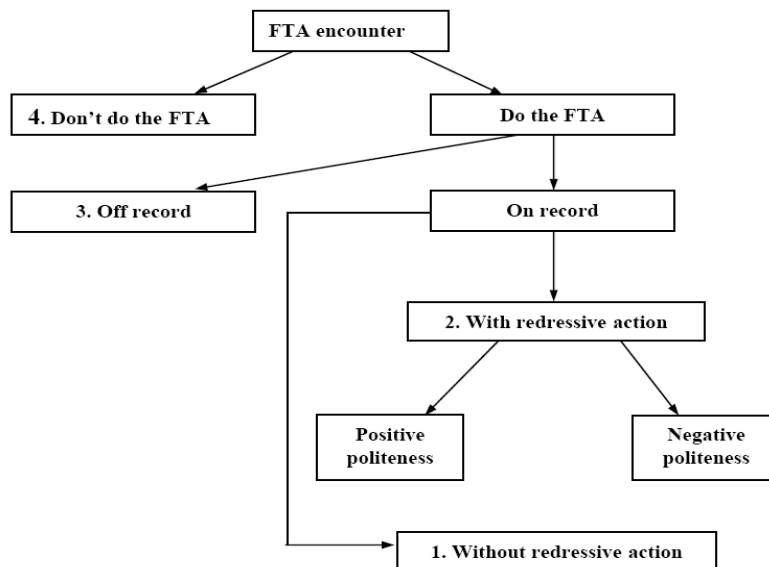 FTA encounter
4. Don't do the FTA
Do the FTA
3. Off record
On record
2. With redressive action
Positive
politeness
Negative
politeness
1. Without redressive action